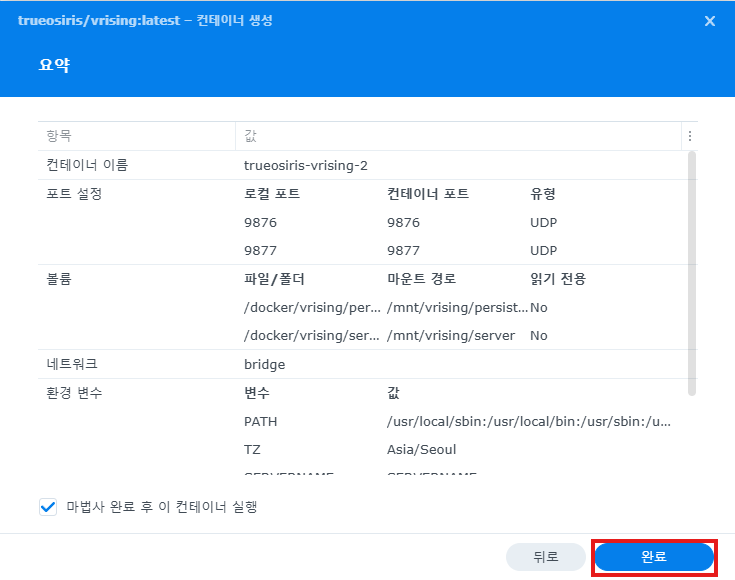 trueosiris/vrising:latest – 컨테이너 생성
요약
항목 값
컨테이너 이름 trueosiris-vrising-2
포트 설정 로컬 포트 컨테이너 포트 유형
9876 9876 UDP
9877 9877 UDP
볼륨 파일/폴더 마운트 경로 읽기 전용
/docker/vrising/per... /mnt/vrising/persist... No
/docker/vrising/ser... /mnt/vrising/server No
네트워크 bridge
환경 변수 변수 값
PATH /usr/local/sbin:/usr/local/bin:/usr/sbin:/u...
TZ Asia/Seoul
SERVERNAME SERVERNAME
마법사 완료 후 이 컨테이너 실행
뒤로 완료